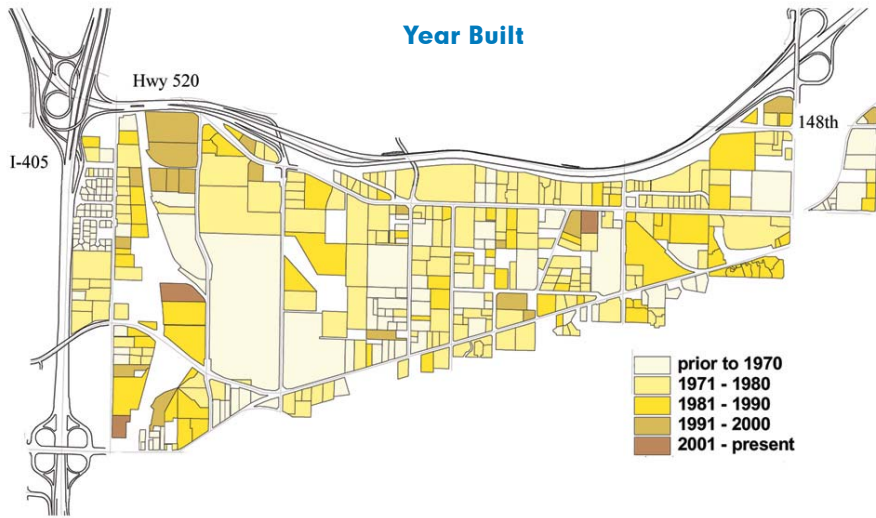 Year Built
Hwy 520
148th
I-405
prior to 1970
1971 - 1980
1981 - 1990
1991 - 2000
2001 - present